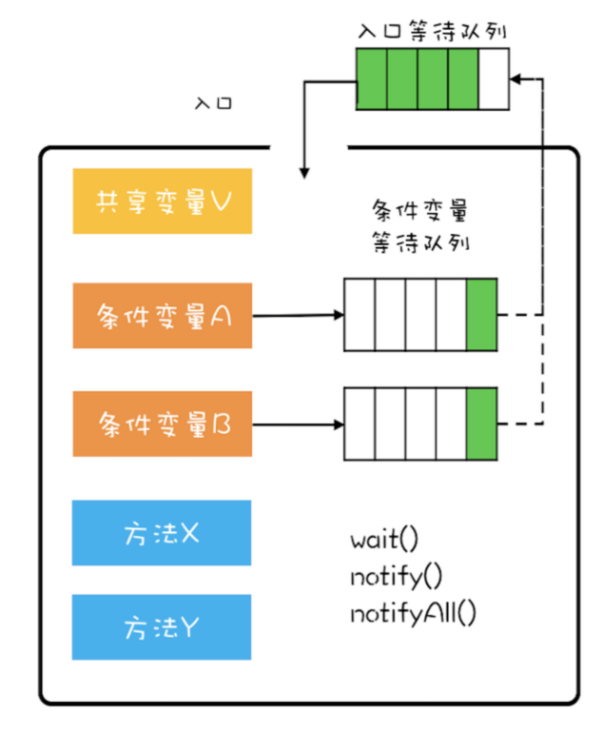 入口等待队列
入口
共享变量V
条件变量
等待队列
条件变量A
条件变量B
方法X
wait()
notify()
notifyAll()
方法Y